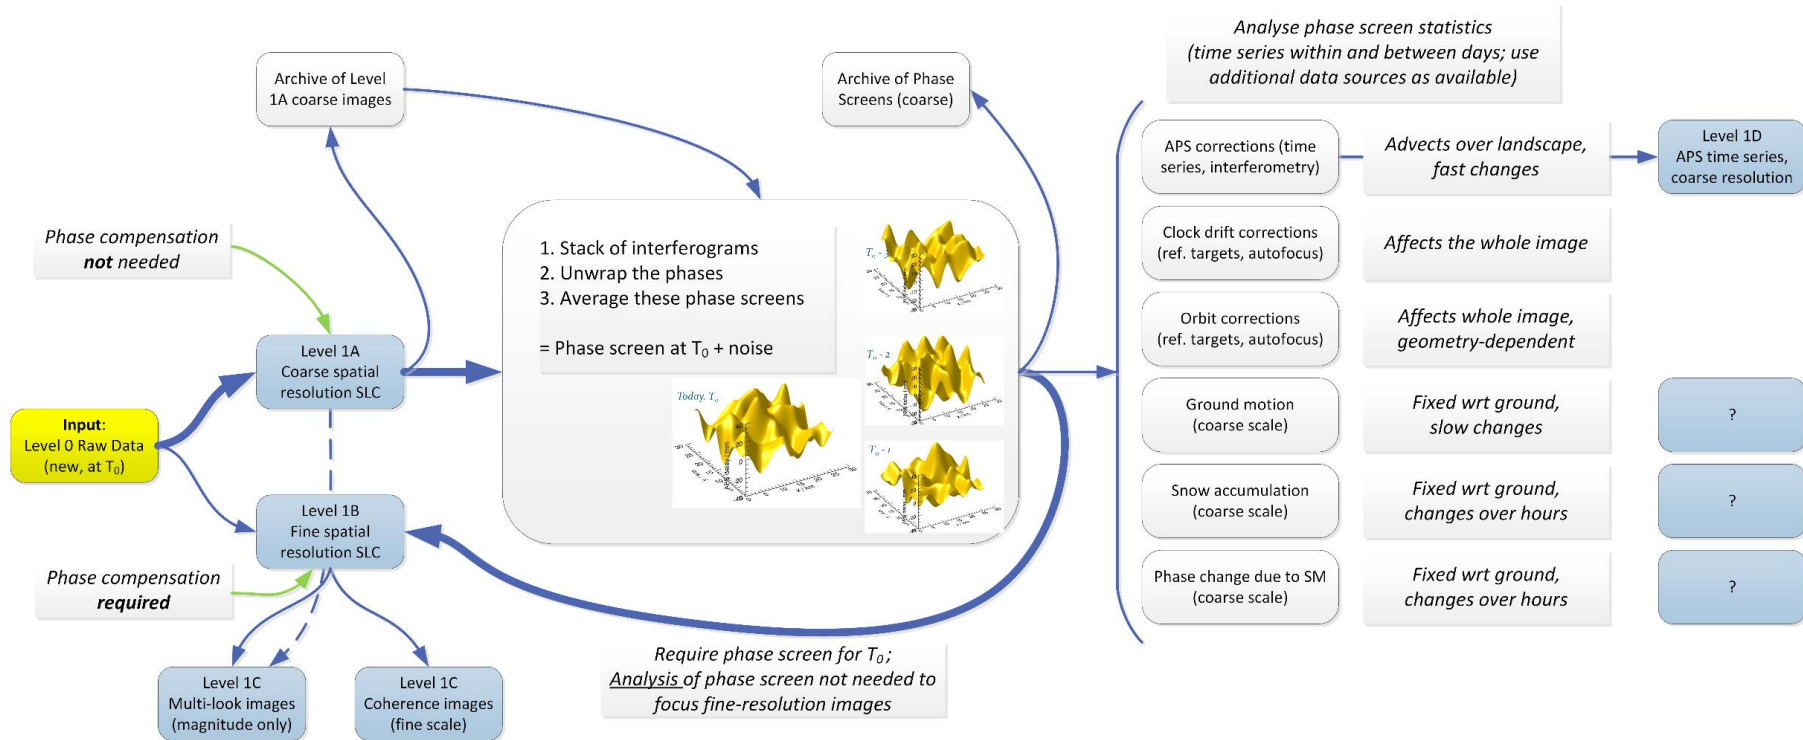 Analyse phase screen statistics
(time series within and between days; use
additional data sources as available)
Archive of Level
1A coarse images
Archive of Phase
Screens (coarse)
Phase compensation
not needed
1. Stack of interferograms
2. Unwrap the phases
3. Average these phase screens
= Phase screen at T₀ + noise
T₀ - 3
T₀ - 2
T₀ - 1
Today, T₀
Level 1A
Coarse spatial
resolution SLC
Input:
Level 0 Raw Data
(new, at T₀)
Level 1B
Fine spatial
resolution SLC
Phase compensation
required
Level 1C
Multi-look images
(magnitude only)
Level 1C
Coherence images
(fine scale)
Require phase screen for T₀;
Analysis of phase screen not needed to
focus fine-resolution images
APS corrections (time
series, interferometry)
Advects over landscape,
fast changes
Level 1D
APS time series,
coarse resolution
Clock drift corrections
(ref. targets, autofocus)
Affects the whole image
Orbit corrections
(ref. targets, autofocus)
Affects whole image,
geometry-dependent
Ground motion
(coarse scale)
Fixed wrt ground,
slow changes
?
Snow accumulation
(coarse scale)
Fixed wrt ground,
changes over hours
?
Phase change due to SM
(coarse scale)
Fixed wrt ground,
changes over hours
?